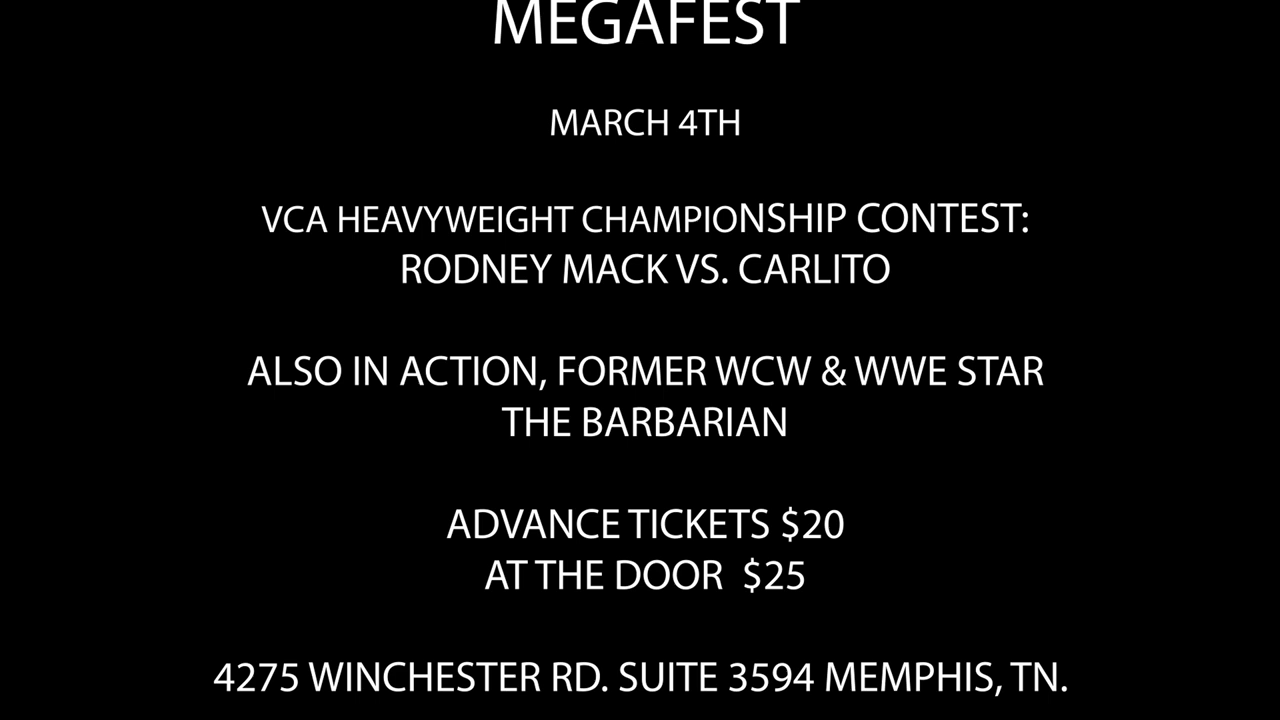 MEGAFEST
MARCH 4TH
VCA HEAVYWEIGHT CHAMPIONSHIP CONTEST:
RODNEY MACK VS. CARLITO
ALSO IN ACTION, FORMER WCW & WWE STAR
THE BARBARIAN
ADVANCE TICKETS $20
AT THE DOOR  $25
4275 WINCHESTER RD. SUITE 3594 MEMPHIS, TN.